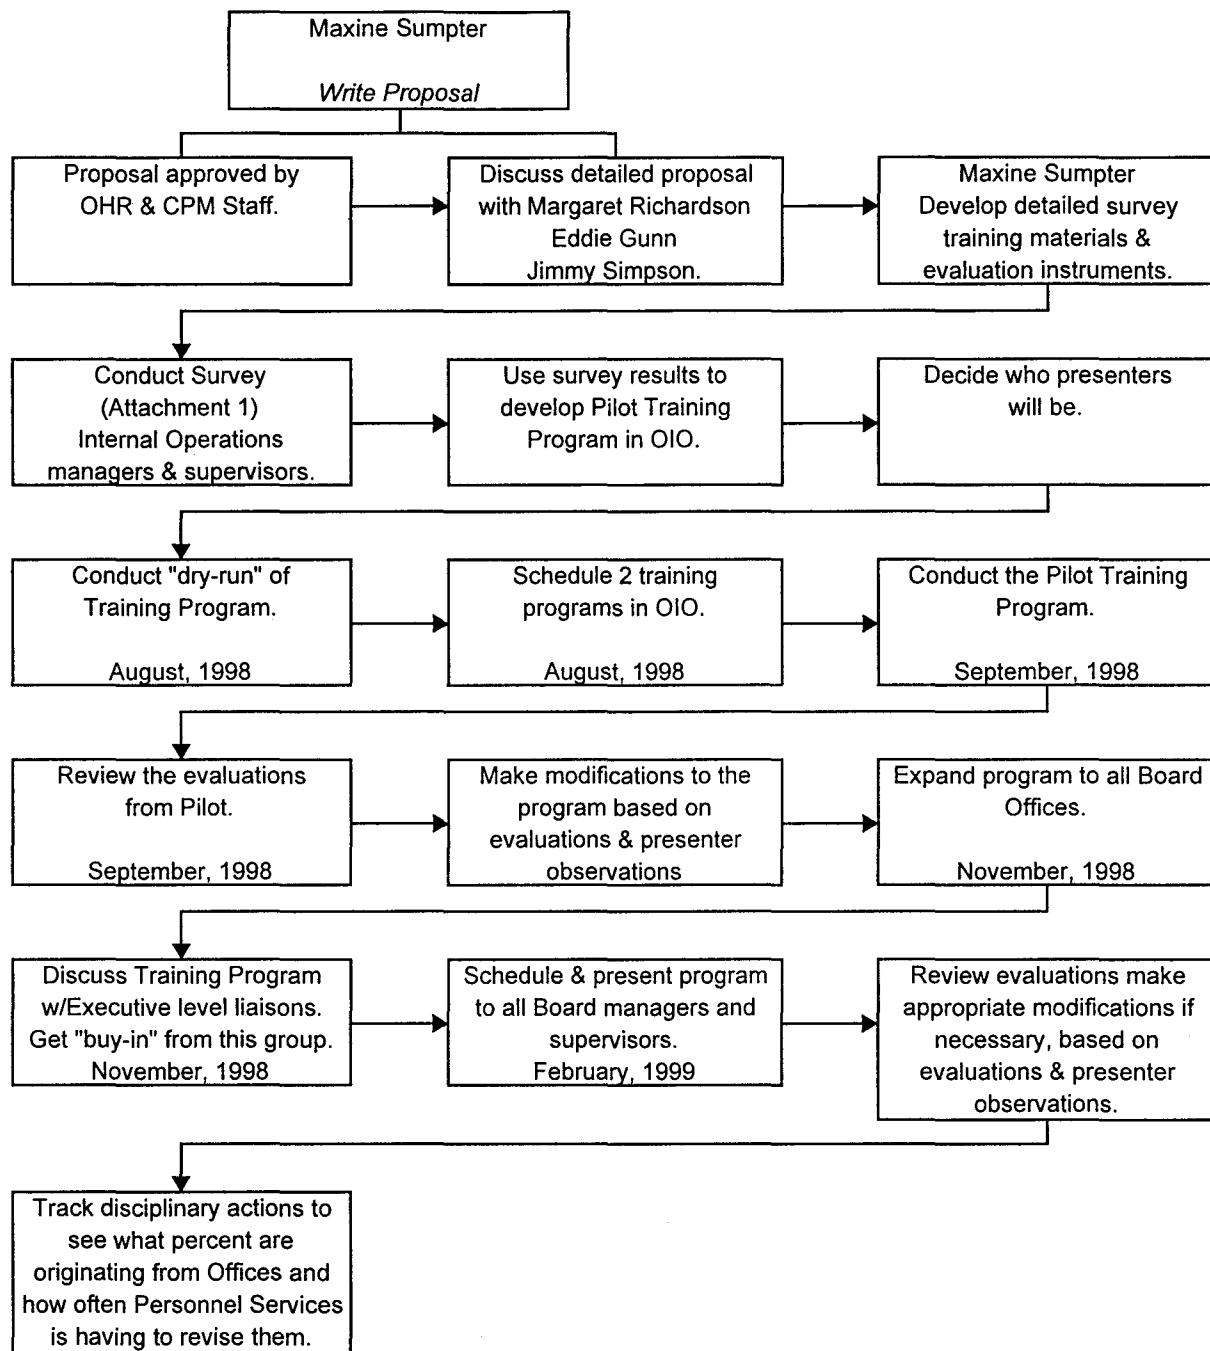 Maxine Sumpter
Write Proposal
Proposal approved by
OHR & CPM Staff.
Discuss detailed proposal
with Margaret Richardson
Eddie Gunn
Jimmy Simpson.
Maxine Sumpter
Develop detailed survey
training materials &
evaluation instruments.
Conduct Survey
(Attachment 1)
Internal Operations
managers & supervisors.
Use survey results to
develop Pilot Training
Program in OIO.
Decide who presenters
will be.
Conduct "dry-run" of
Training Program.
August, 1998
Schedule 2 training
programs in OIO.
August, 1998
Conduct the Pilot Training
Program.
September, 1998
Review the evaluations
from Pilot.
September, 1998
Make modifications to the
program based on
evaluations & presenter
observations
Expand program to all Board
Offices.
November, 1998
Discuss Training Program
w/Executive level liaisons.
Get "buy-in" from this group.
November, 1998
Schedule & present program
to all Board managers and
supervisors.
February, 1999
Review evaluations make
appropriate modifications if
necessary, based on
evaluations & presenter
observations.
Track disciplinary actions to
see what percent are
originating from Offices and
how often Personnel Services
is having to revise them.